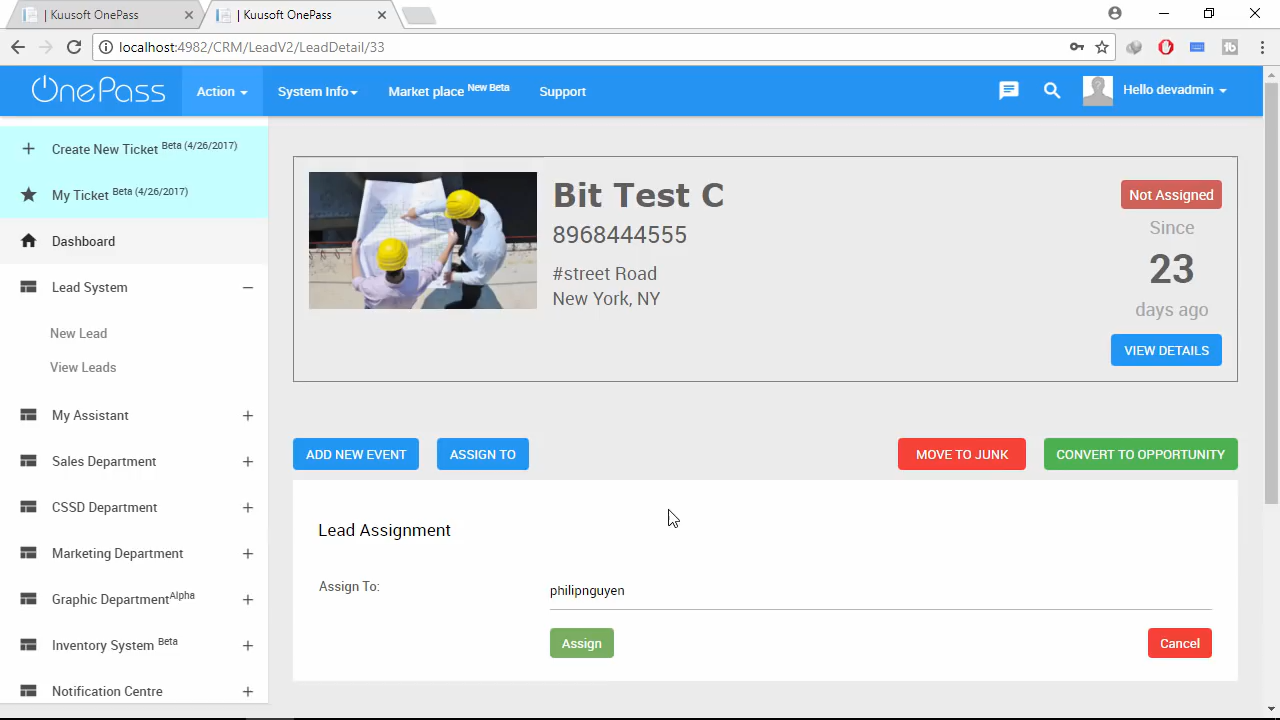 | Kuusoft OnePass
| Kuusoft OnePass
localhost:4982/CRM/LeadV2/LeadDetail/33
OnePass
Action
System Info
Market place New Beta
Support
Hello devadmin
Create New Ticket Beta (4/26/2017)
My Ticket Beta (4/26/2017)
Dashboard
Lead System
New Lead
View Leads
My Assistant
Sales Department
CSSD Department
Marketing Department
Graphic Department Alpha
Inventory System Beta
Notification Centre
Bit Test C
8968444555
#street Road
New York, NY
Not Assigned
Since
23
days ago
VIEW DETAILS
ADD NEW EVENT
ASSIGN TO
MOVE TO JUNK
CONVERT TO OPPORTUNITY
Lead Assignment
Assign To:
philipnguyen
Assign
Cancel